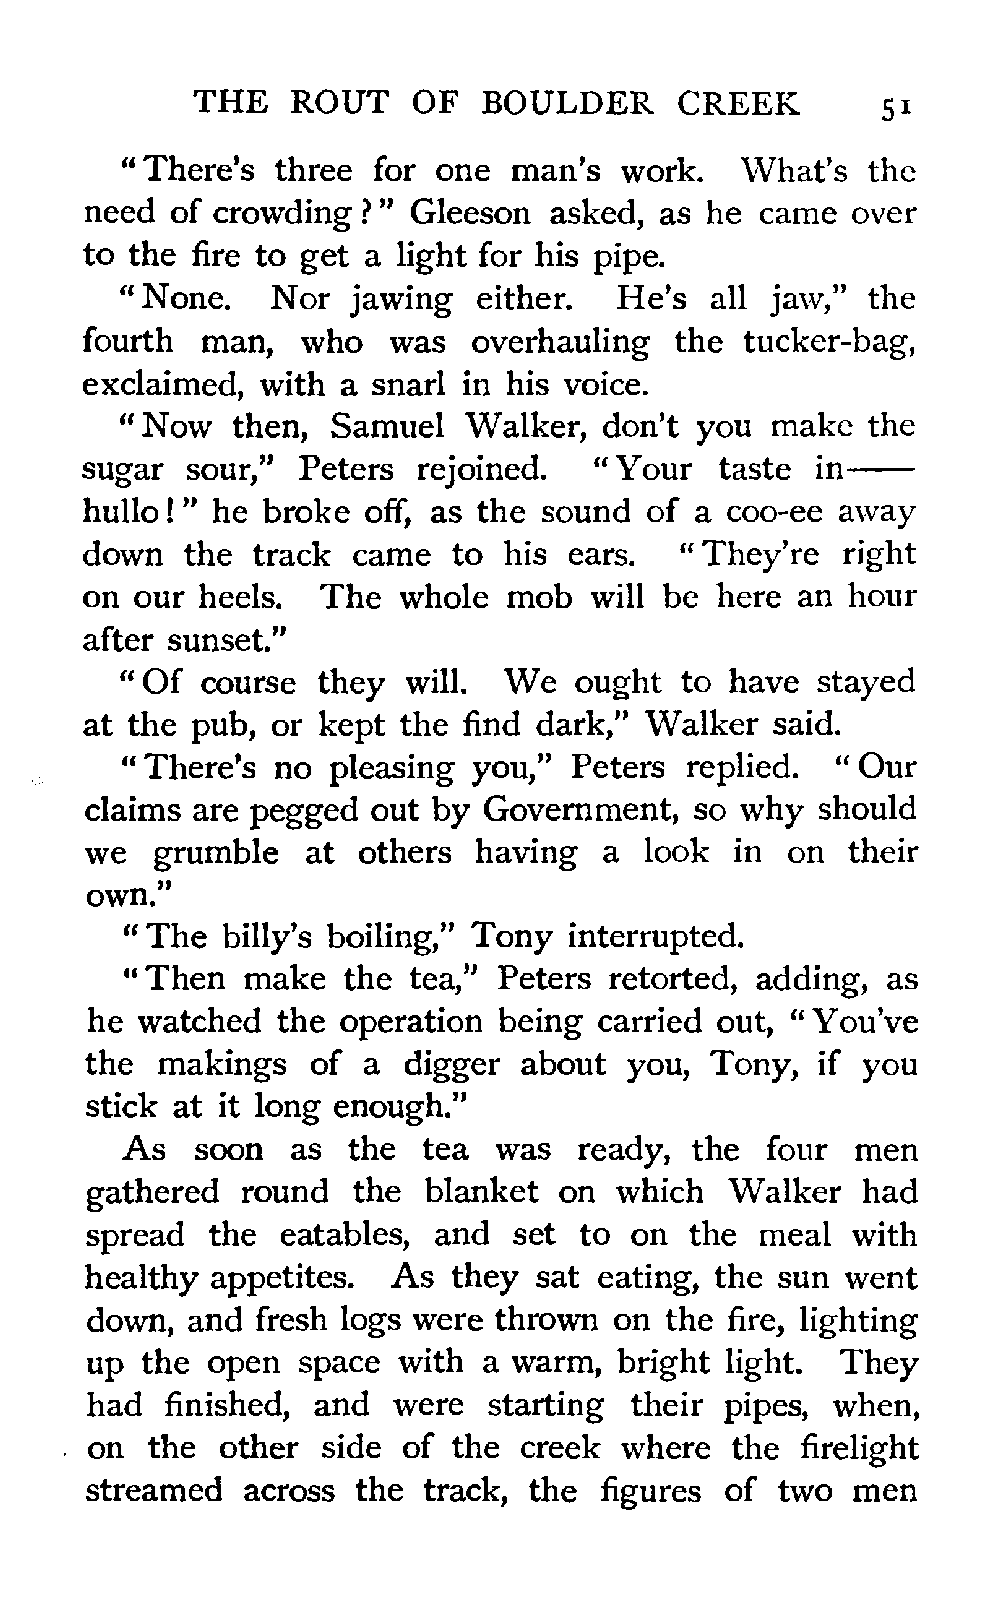 THE ROUT OF BOULDER CREEK 51
"There's three for one man's work. What's the
need of crowding?" Gleeson asked, as he came over
to the fire to get a light for his pipe.
"None. Nor jawing either. He's all jaw," the
fourth man, who was overhauling the tucker-bag,
exclaimed, with a snarl in his voice.
"Now then, Samuel Walker, don't you make the
sugar sour," Peters rejoined. "Your taste in——
hullo!" he broke off, as the sound of a coo-ee away
down the track came to his ears. "They're right
on our heels. The whole mob will be here an hour
after sunset."
"Of course they will. We ought to have stayed
at the pub, or kept the find dark," Walker said.
"There's no pleasing you," Peters replied. "Our
claims are pegged out by Government, so why should
we grumble at others having a look in on their
own."
"The billy's boiling," Tony interrupted.
"Then make the tea," Peters retorted, adding, as
he watched the operation being carried out, "You've
the makings of a digger about you, Tony, if you
stick at it long enough."
As soon as the tea was ready, the four men
gathered round the blanket on which Walker had
spread the eatables, and set to on the meal with
healthy appetites. As they sat eating, the sun went
down, and fresh logs were thrown on the fire, lighting
up the open space with a warm, bright light. They
had finished, and were starting their pipes, when,
on the other side of the creek where the firelight
streamed across the track, the figures of two men